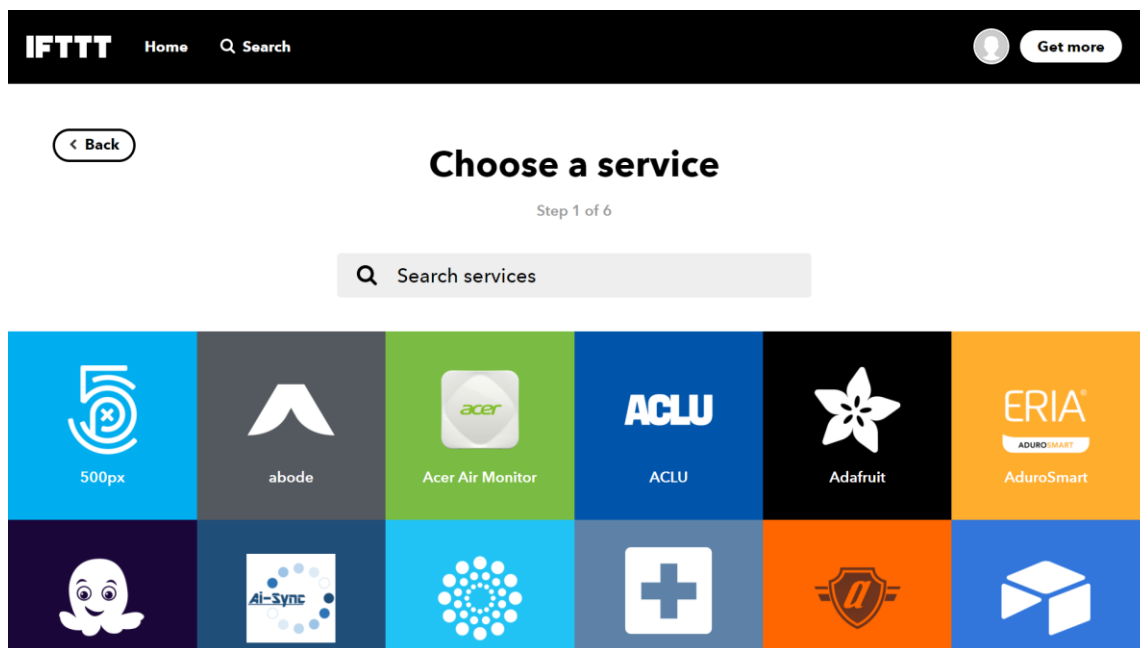 IFTTT Home Search Get more
< Back
Choose a service
Step 1 of 6
Search services
5
acer
ACLU
ERIA®
ADUROSMART
500px abode Acer Air Monitor ACLU Adafruit AduroSmart
Ai-Sync
a